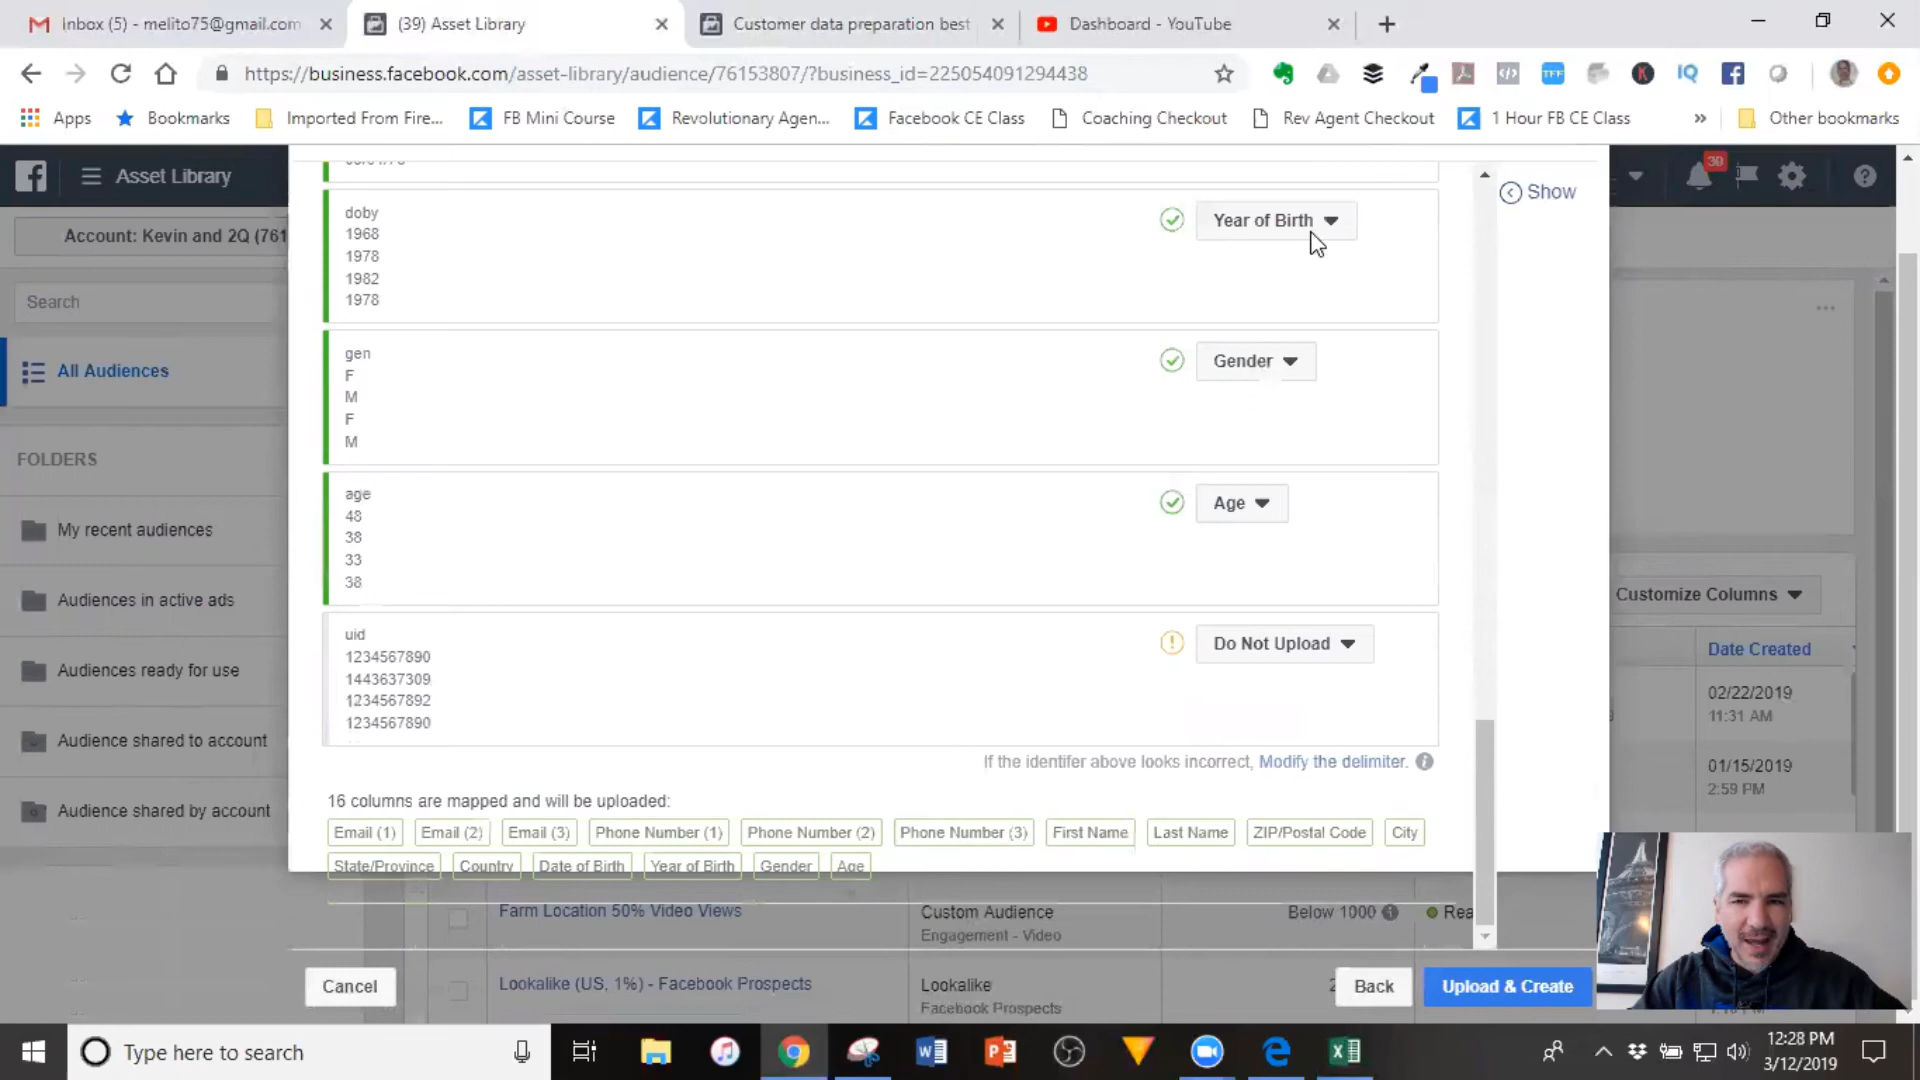 Inbox (5) - melito75@gmail.com
(39) Asset Library
Customer data preparation best
Dashboard - YouTube
https://business.facebook.com/asset-library/audience/76153807/?business_id=225054091294438
Apps
Bookmarks
Imported From Fire...
FB Mini Course
Revolutionary Agen...
Facebook CE Class
Coaching Checkout
Rev Agent Checkout
1 Hour FB CE Class
»
Other bookmarks
Asset Library
39
Show
Account: Kevin and 2Q (761
Search
All Audiences
FOLDERS
My recent audiences
Audiences in active ads
Audiences ready for use
Audience shared to account
Audience shared by account
doby
1968
1978
1982
1978
Year of Birth
gen
F
M
F
M
Gender
age
48
38
33
38
Age
uid
1234567890
1443637309
1234567892
1234567890
Do Not Upload
If the identifer above looks incorrect, Modify the delimiter.
16 columns are mapped and will be uploaded:
Email (1) Email (2) Email (3) Phone Number (1) Phone Number (2) Phone Number (3) First Name Last Name ZIP/Postal Code City
State/Province Country Date of Birth Year of Birth Gender Age
Customize Columns
Date Created
02/22/2019
11:31 AM
01/15/2019
2:59 PM
Farm Location 50% Video Views
Custom Audience
Engagement - Video
Below 1000
Rea
Lookalike (US, 1%) - Facebook Prospects
Lookalike
Facebook Prospects
Cancel
Back
Upload & Create
Type here to search
12:28 PM
3/12/2019